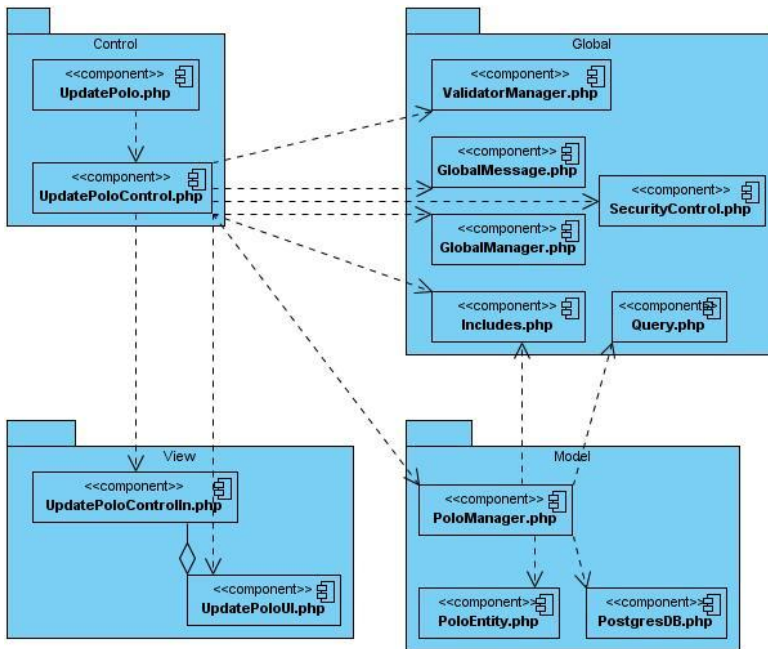 Control
<<component>>
UpdatePolo.php
<<component>>
UpdatePoloControl.php
Global
<<component>>
ValidatorManager.php
<<component>>
GlobalMessage.php
<<component>>
SecurityControl.php
<<component>>
GlobalManager.php
<<component>>
Includes.php
<<component>>
Query.php
View
<<component>>
UpdatePoloControlIn.php
<<component>>
UpdatePoloUI.php
Model
<<component>>
PoloManager.php
<<component>>
PoloEntity.php
<<component>>
PostgresDB.php